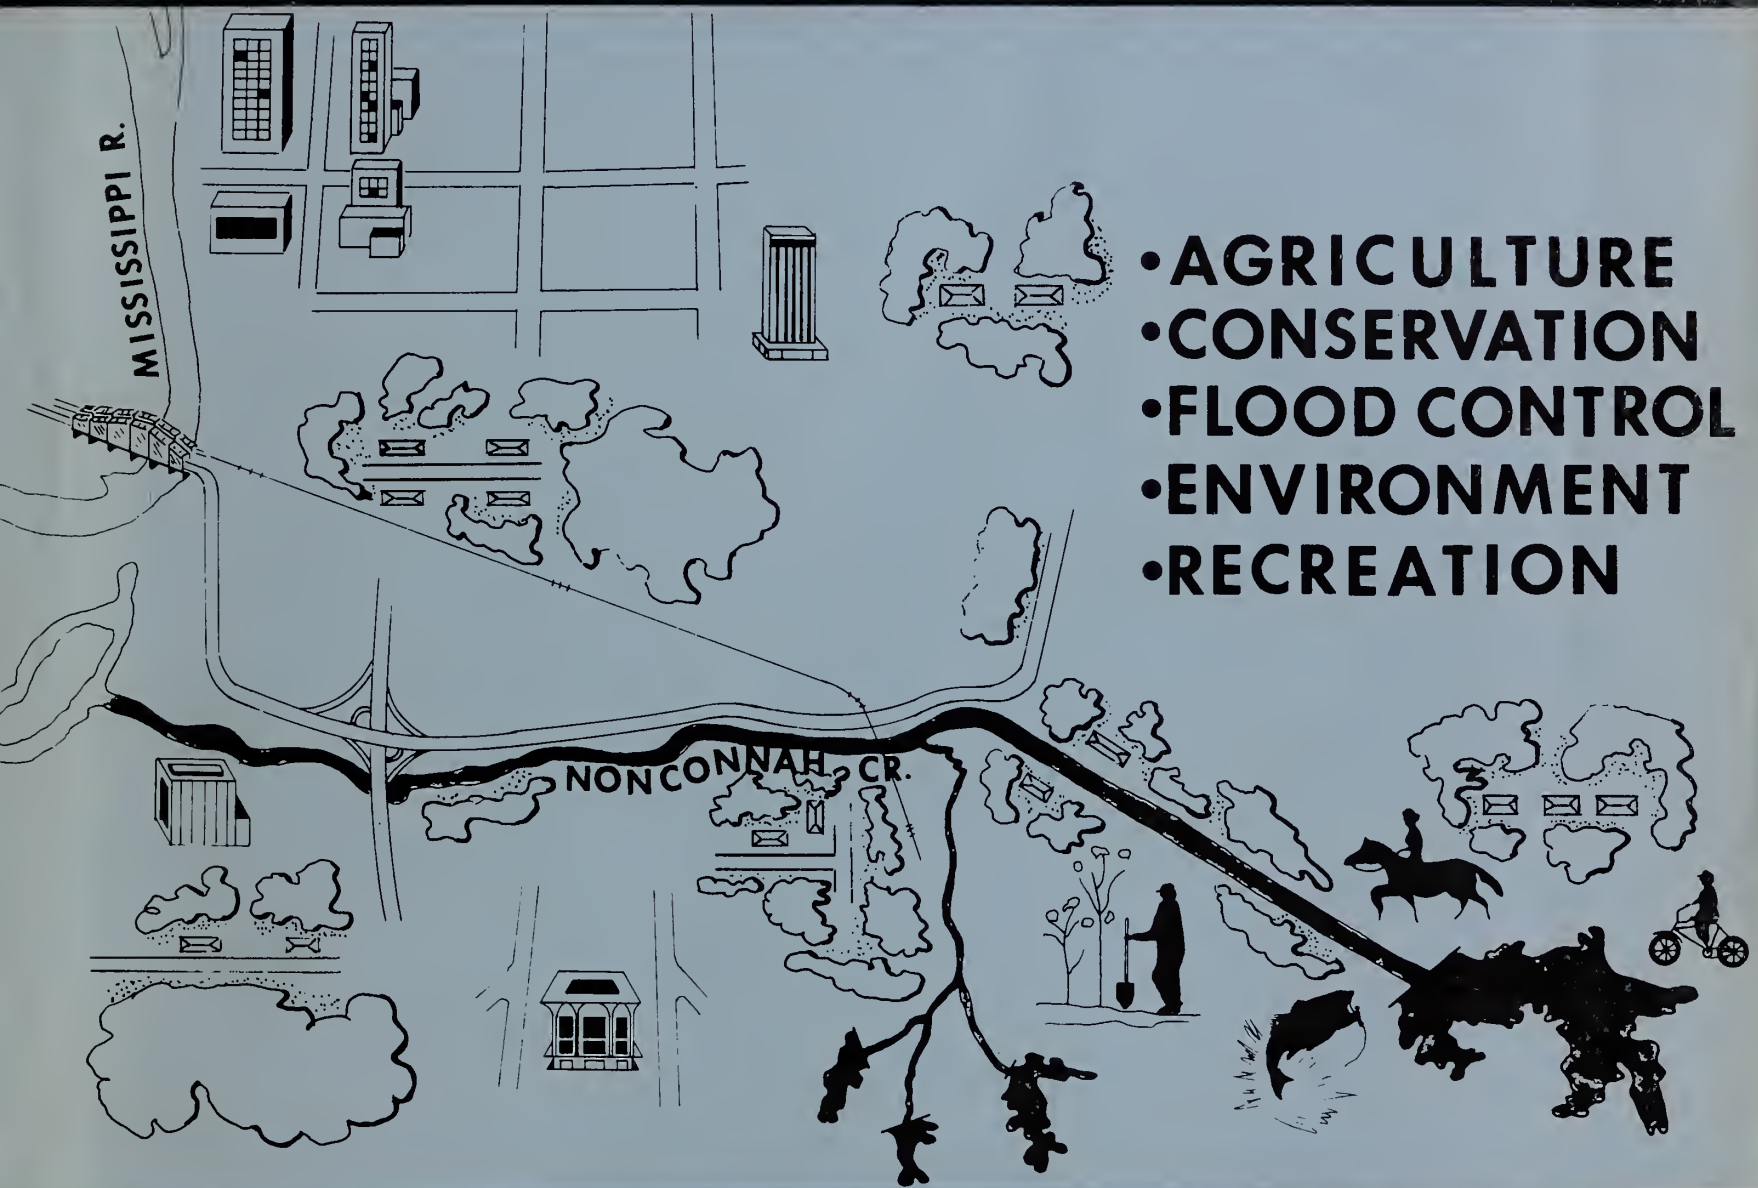 MISSISSIPPI R.
•AGRICULTURE
•CONSERVATION
•FLOOD CONTROL
•ENVIRONMENT
•RECREATION
NONCONNAH CR.